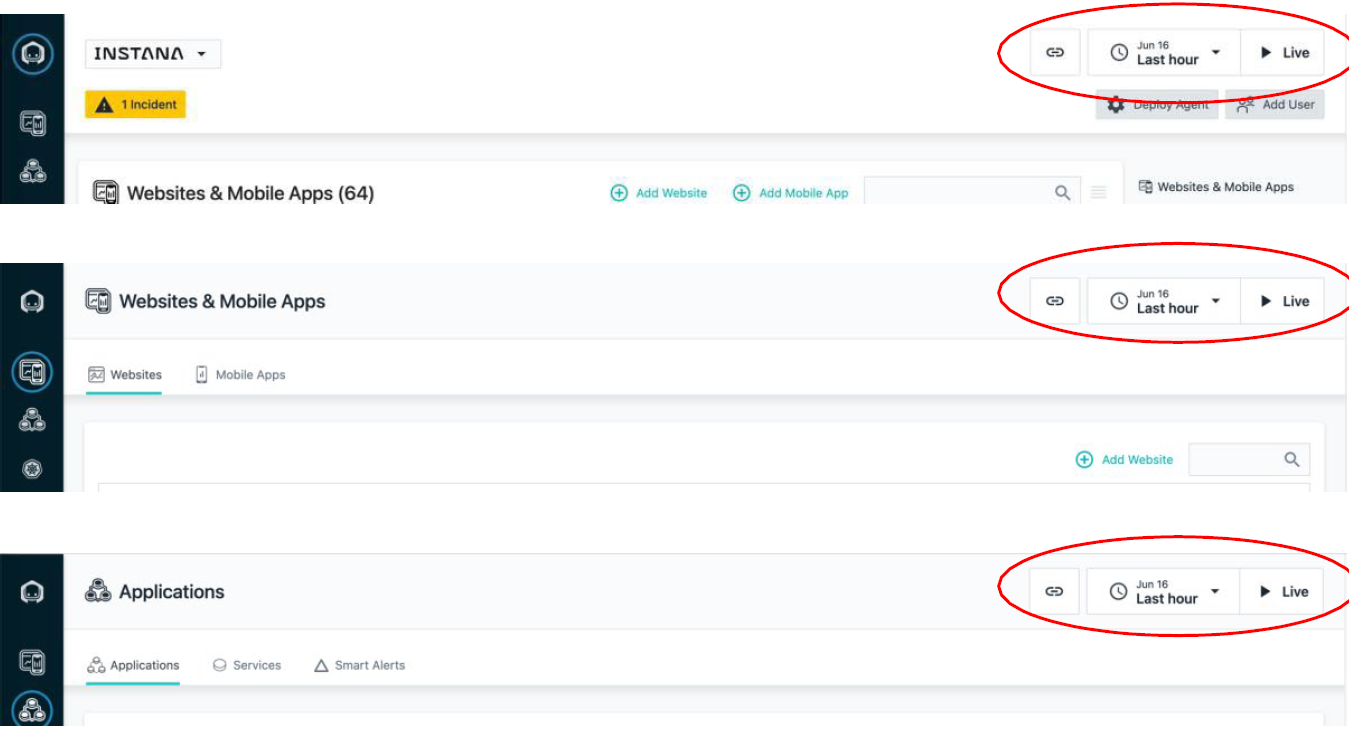 INSTANA
Jun 16
Last hour
Live
1 Incident
Deploy Agent
Add User
Websites & Mobile Apps (64)
Add Website
Add Mobile App
Websites & Mobile Apps
Websites & Mobile Apps
Jun 16
Last hour
Live
Websites
Mobile Apps
Add Website
Applications
Jun 16
Last hour
Live
Applications
Services
Smart Alerts